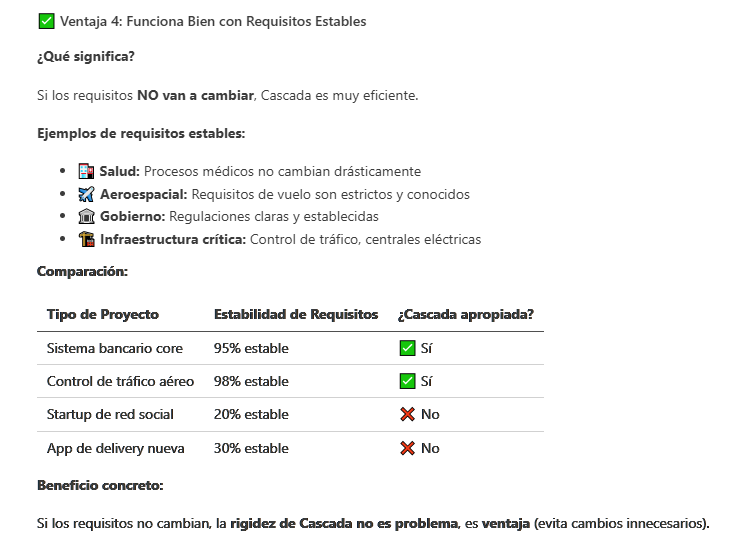 ✅ Ventaja 4: Funciona Bien con Requisitos Estables
¿Qué significa?
Si los requisitos NO van a cambiar, Cascada es muy eficiente.
Ejemplos de requisitos estables:
• 🏥 Salud: Procesos médicos no cambian drásticamente
• ✈️ Aeroespacial: Requisitos de vuelo son estrictos y conocidos
• 🏛️ Gobierno: Regulaciones claras y establecidas
• 🏗️ Infraestructura crítica: Control de tráfico, centrales eléctricas
Comparación:
Tipo de Proyecto Estabilidad de Requisitos ¿Cascada apropiada?
Sistema bancario core 95% estable ✅ Sí
Control de tráfico aéreo 98% estable ✅ Sí
Startup de red social 20% estable ❌ No
App de delivery nueva 30% estable ❌ No
Beneficio concreto:
Si los requisitos no cambian, la rigidez de Cascada no es problema, es ventaja (evita cambios innecesarios).